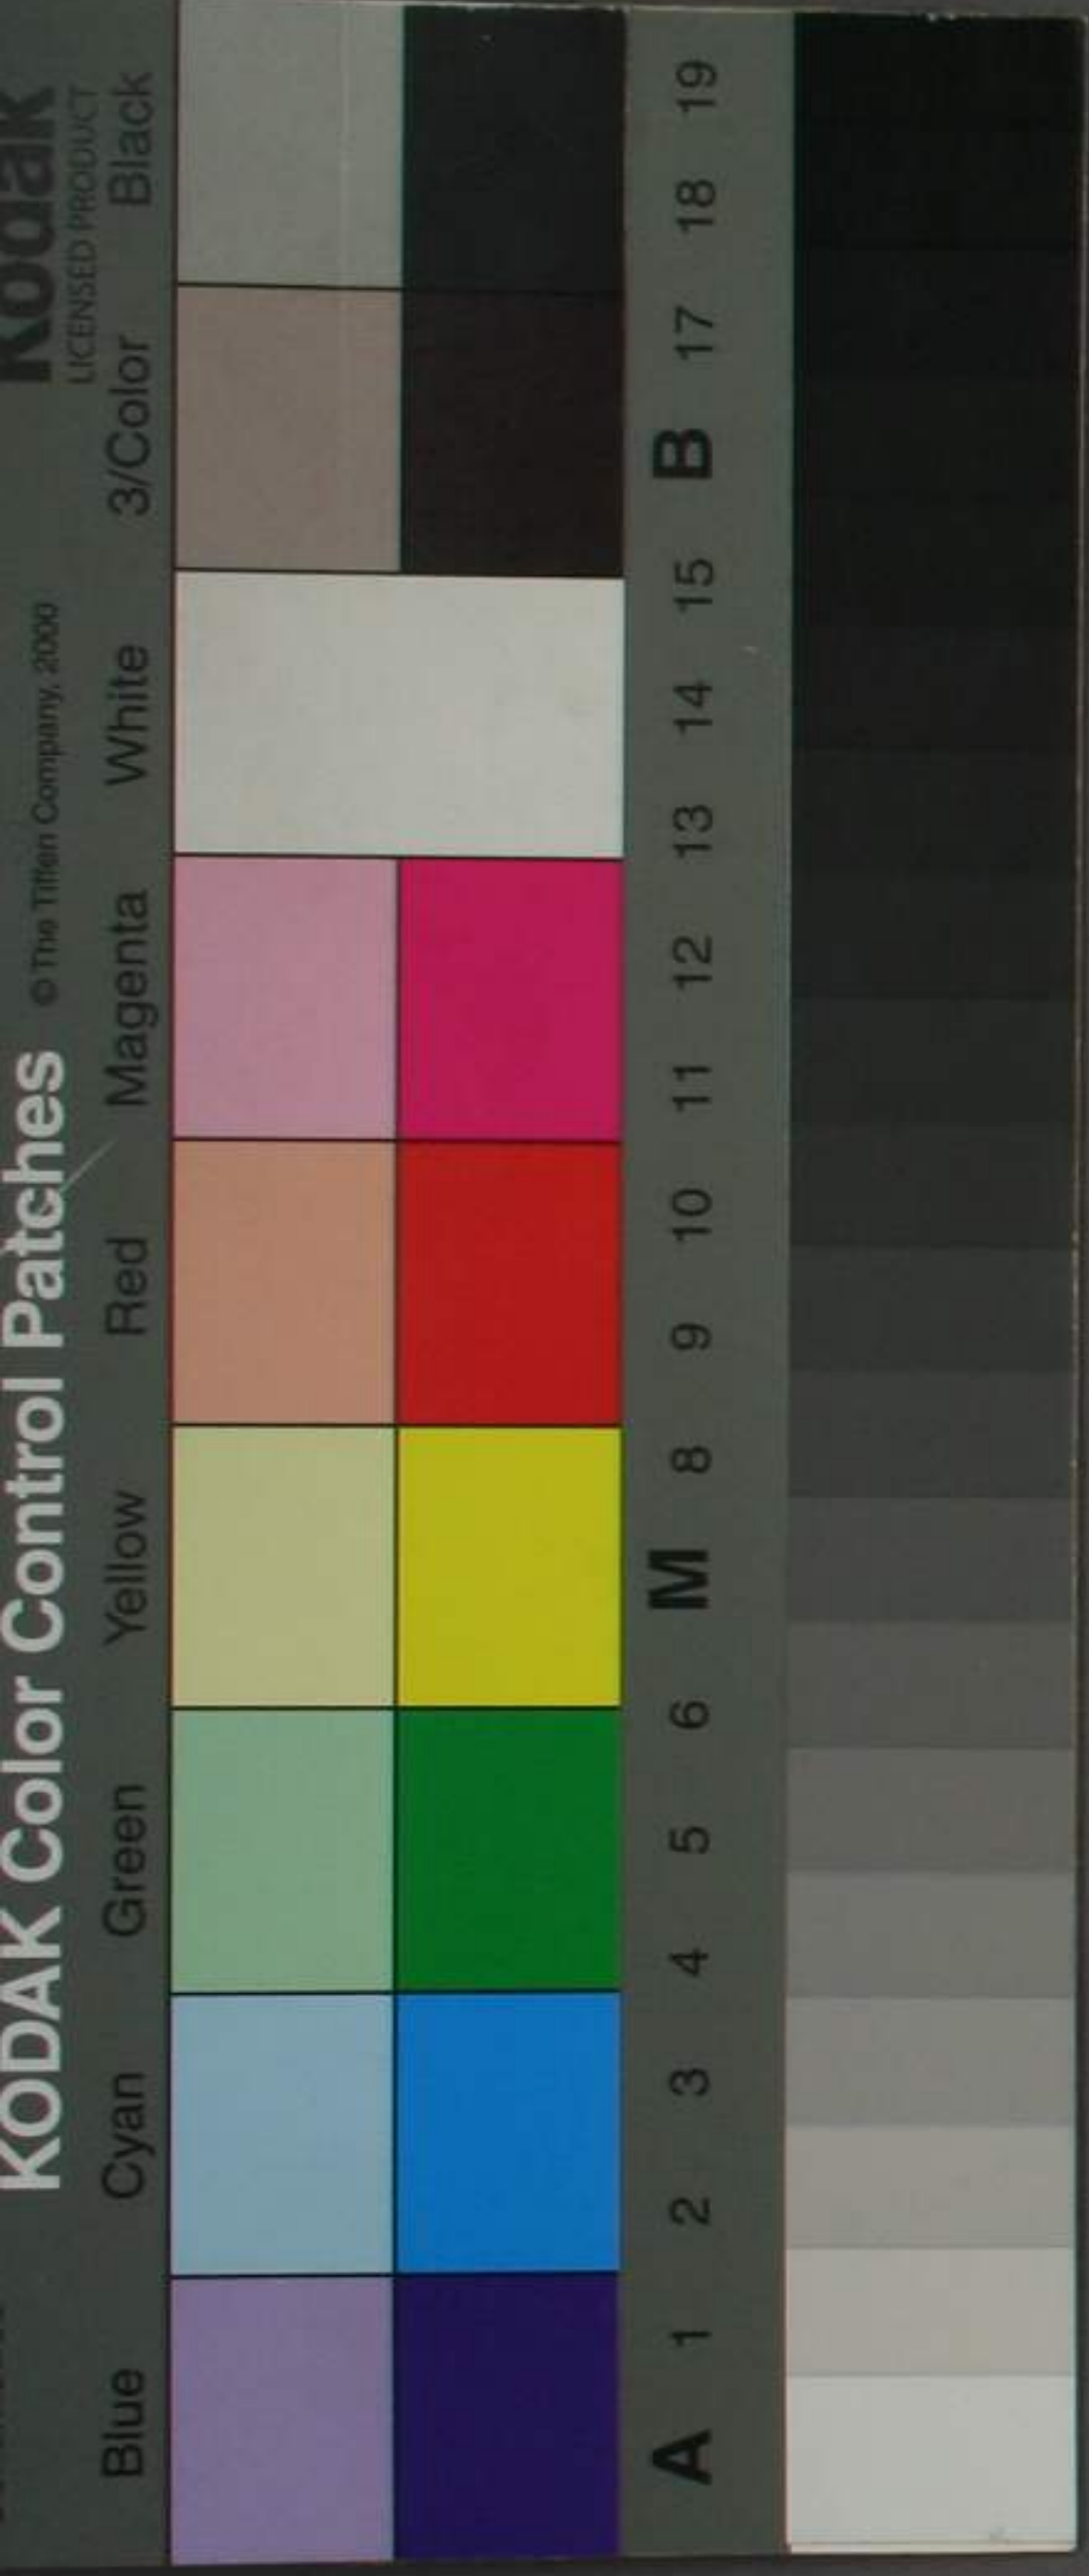 KODAK Color Control Patches © The Tiffen Company, 2000
Kodak
LICENSED PRODUCT
Blue Cyan Green Yellow Red Magenta White 3/Color Black
A 1 2 3 4 5 6 M 8 9 10 11 12 13 14 15 B 17 18 19